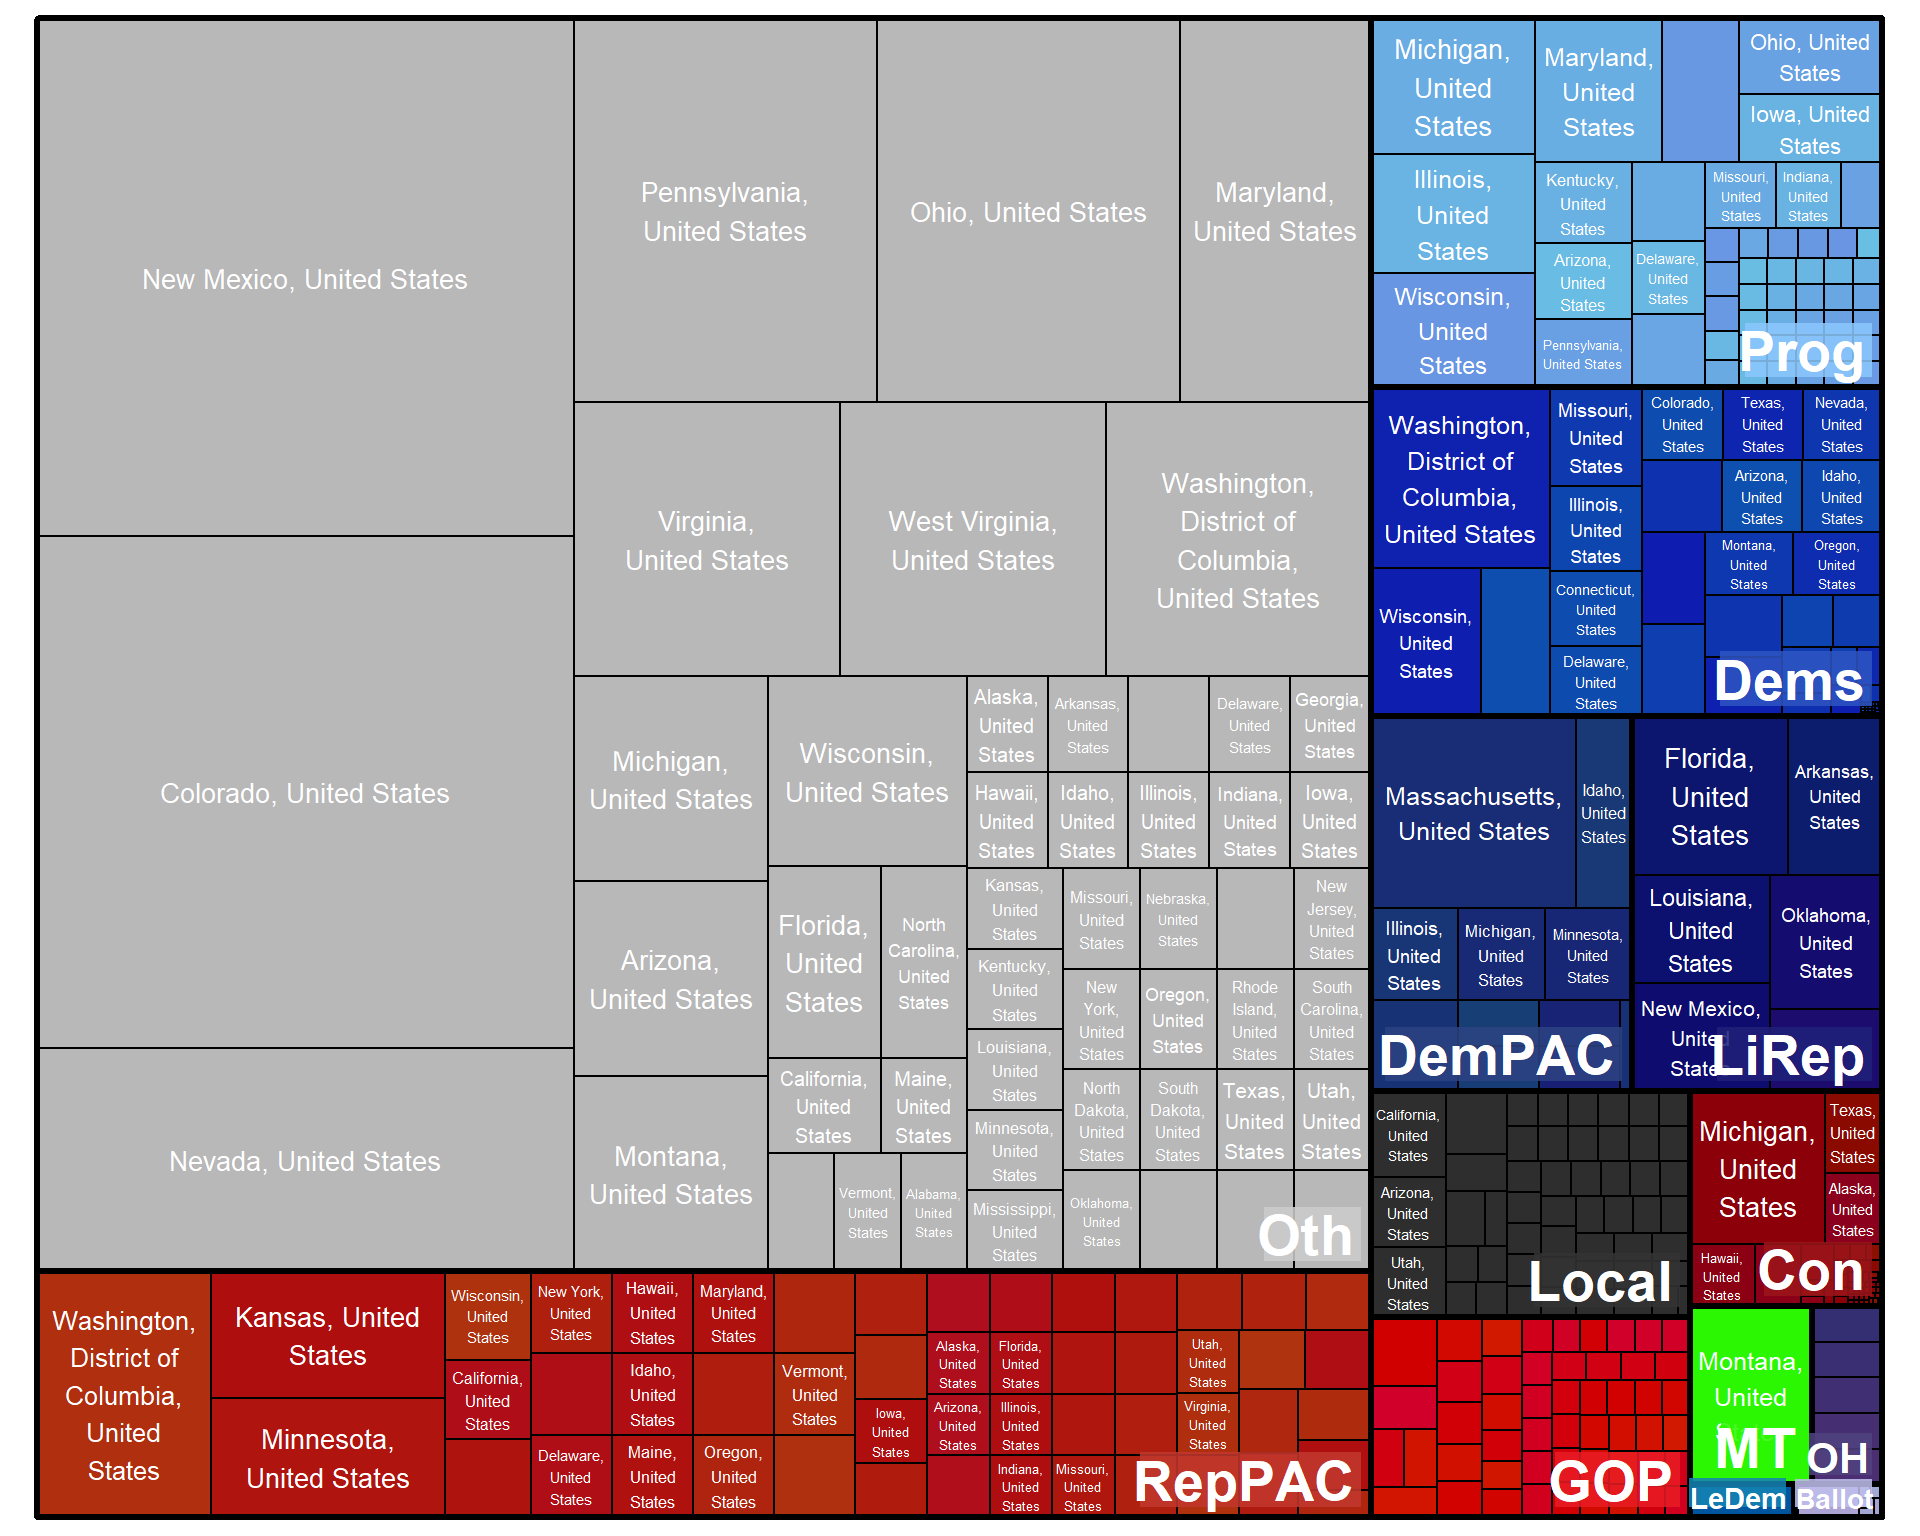 New Mexico, United States
Colorado, United States
Nevada, United States
Pennsylvania,
United States
Ohio, United States
Maryland,
United States
Virginia,
United States
West Virginia,
United States
Washington,
District of
Columbia,
United States
Michigan,
United States
Arizona,
United States
Montana,
United States
Wisconsin,
United States
Florida,
United
States
North
Carolina,
United
States
California,
United
States
Maine,
United
States
Vermont,
United
States
Alabama,
United
States
Alaska,
United
States
Arkansas,
United
States
Delaware,
United
States
Georgia,
United
States
Hawaii,
United
States
Idaho,
United
States
Illinois,
United
States
Indiana,
United
States
Iowa,
United
States
Kansas,
United
States
Kentucky,
United
States
Louisiana,
United
States
Minnesota,
United
States
Mississippi,
United
States
Missouri,
United
States
Nebraska,
United
States
New
Jersey,
United
States
New
York,
United
States
Oregon,
United
States
Rhode
Island,
United
States
South
Carolina,
United
States
North
Dakota,
United
States
South
Dakota,
United
States
Texas,
United
States
Utah,
United
States
Oklahoma,
United
States
Oth
Michigan,
United
States
Illinois,
United
States
Wisconsin,
United
States
Maryland,
United
States
Ohio, United
States
Iowa, United
States
Kentucky,
United
States
Arizona,
United
States
Pennsylvania,
United States
Delaware,
United
States
Missouri,
United
States
Indiana,
United
States
Prog
Washington,
District of
Columbia,
United States
Wisconsin,
United
States
Missouri,
United
States
Illinois,
United
States
Connecticut,
United
States
Delaware,
United
States
Colorado,
United
States
Texas,
United
States
Nevada,
United
States
Arizona,
United
States
Idaho,
United
States
Montana,
United
States
Oregon,
United
States
Dems
Massachusetts,
United States
Idaho,
United
States
Illinois,
United
States
Michigan,
United
States
Minnesota,
United
States
DemPAC
Florida,
United
States
Arkansas,
United
States
Louisiana,
United
States
Oklahoma,
United
States
New Mexico,
United
States
LiRep
California,
United
States
Arizona,
United
States
Utah,
United
States
Local
Michigan,
United
States
Texas,
United
States
Alaska,
United
States
Hawaii,
United
States
Con
Washington,
District of
Columbia,
United
States
Kansas, United
States
Minnesota,
United States
Wisconsin,
United
States
California,
United
States
New York,
United
States
Delaware,
United
States
Hawaii,
United
States
Idaho,
United
States
Maine,
United
States
Maryland,
United
States
Oregon,
United
States
Vermont,
United
States
Iowa,
United
States
Alaska,
United
States
Arizona,
United
States
Florida,
United
States
Illinois,
United
States
Indiana,
United
States
Missouri,
United
States
Utah,
United
States
Virginia,
United
States
RepPAC
GOP
Montana,
United
MT
OH
LeDem
Ballot